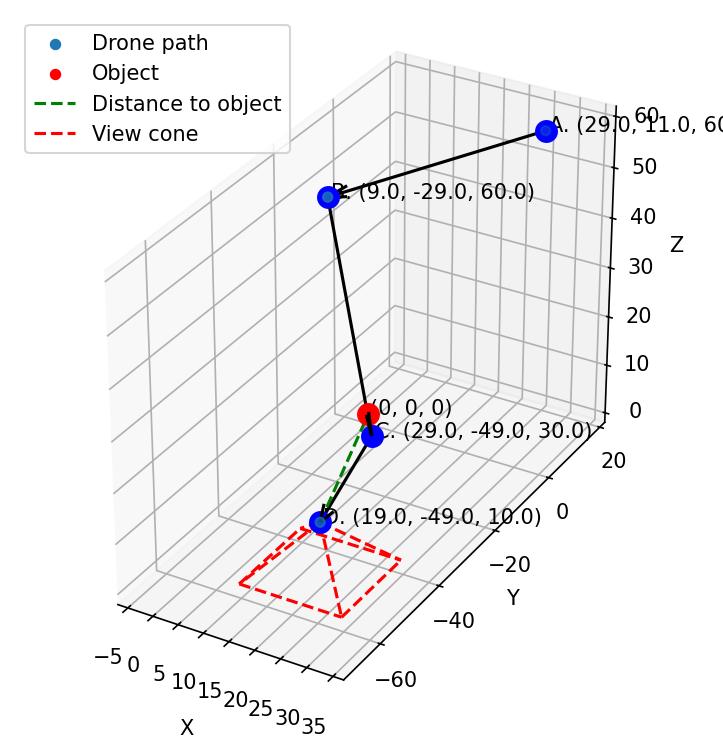 Drone path
Object
Distance to object
View cone
A. (29.0, 11.0, 60
B. (9.0, -29.0, 60.0)
(0, 0, 0)
C. (29.0, -49.0, 30.0)
D. (19.0, -49.0, 10.0)
60
50
40
30
20
10
0
Z
20
0
−20
−40
−60
Y
−5
0
5
10
15
20
25
30
35
X